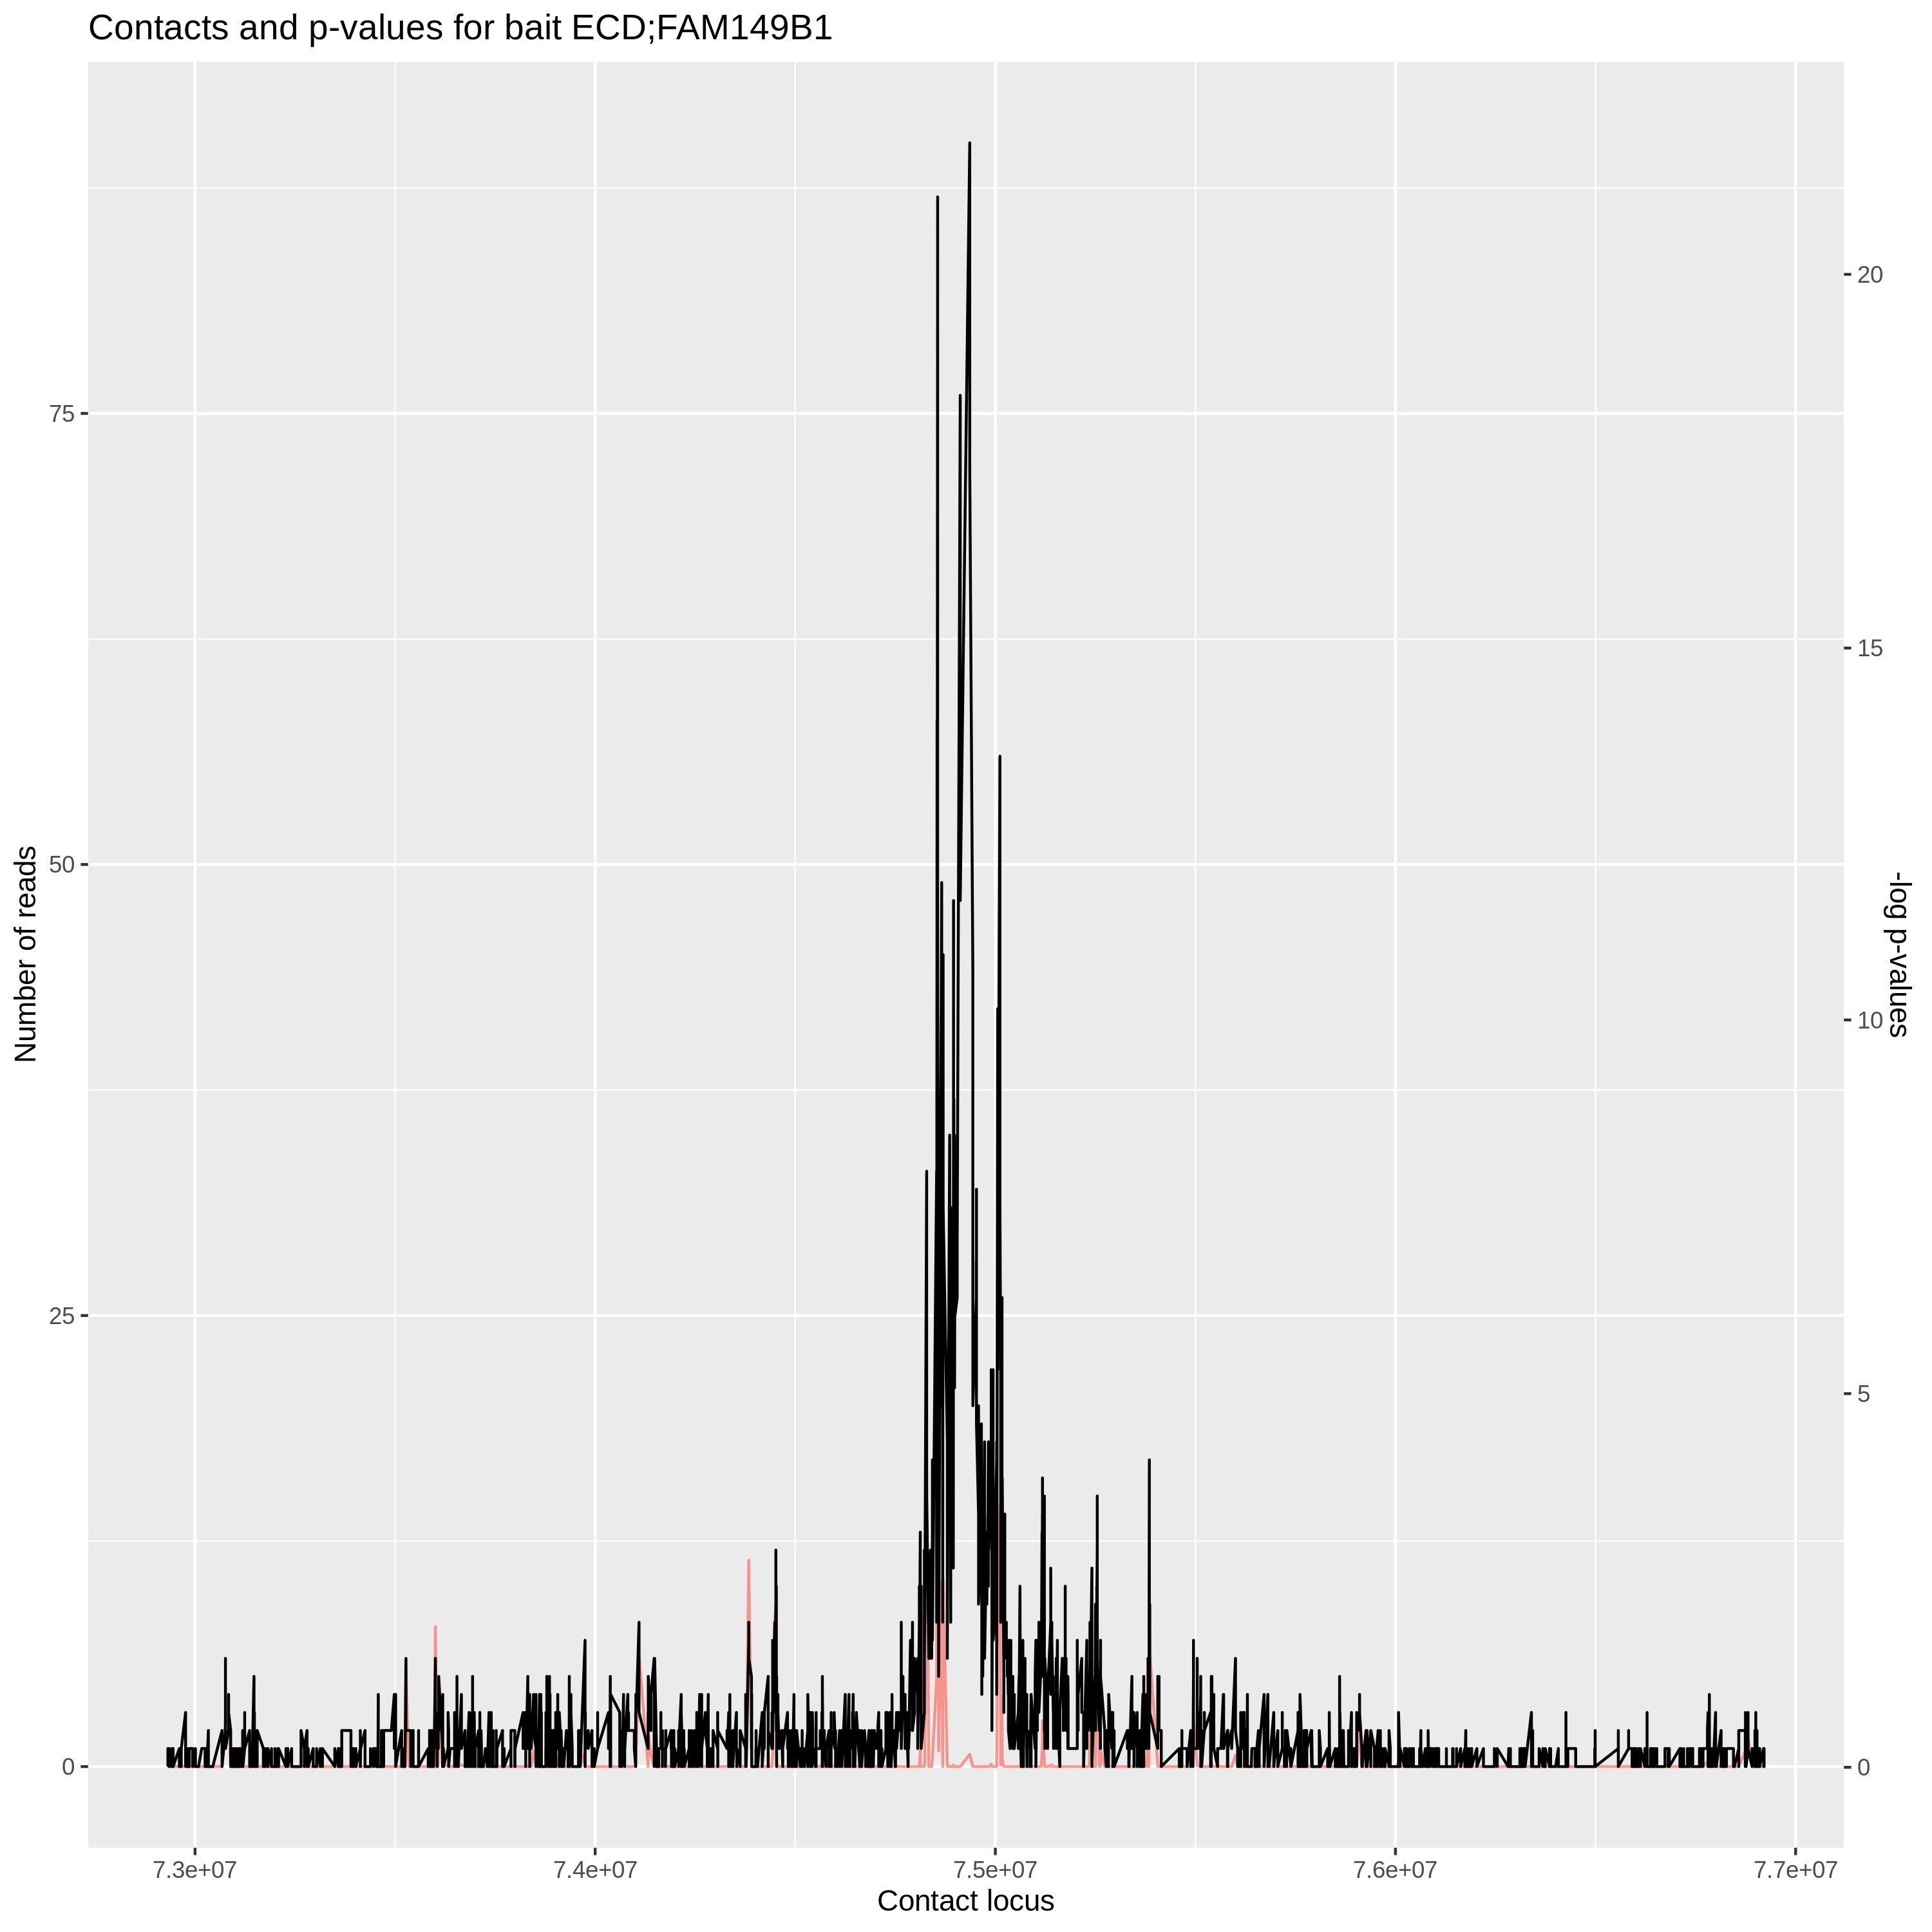 Contacts and p-values for bait ECD;FAM149B1
75
50
25
0
Number of reads
20
15
10
5
0
-log p-values
7.3e+07
7.4e+07
7.5e+07
7.6e+07
7.7e+07
Contact locus